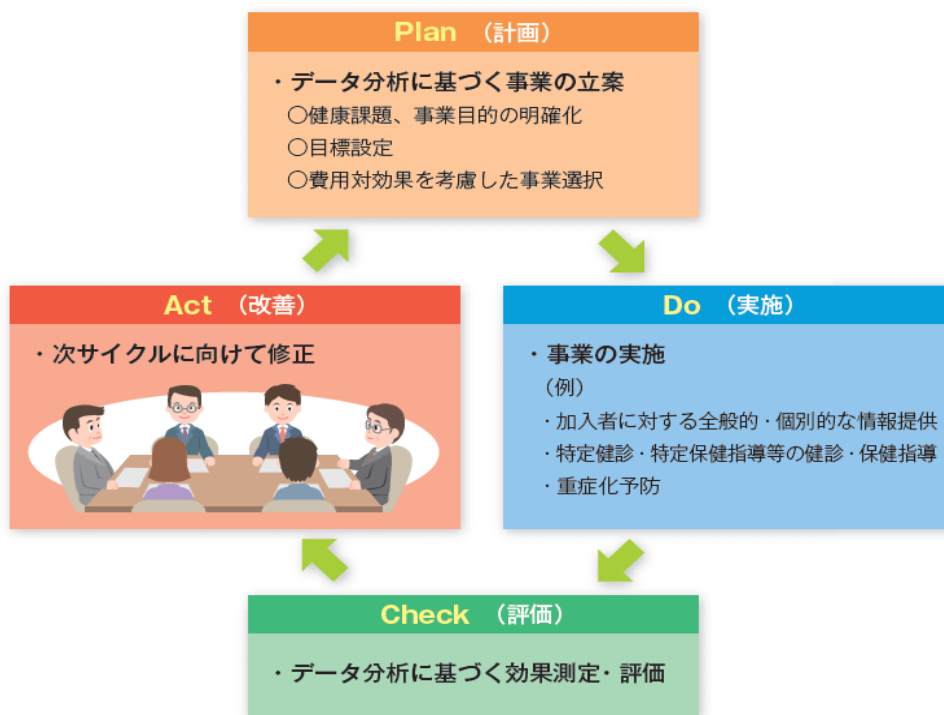 Plan （計画）
・データ分析に基づく事業の立案
○健康課題、事業目的の明確化
○目標設定
○費用対効果を考慮した事業選択
Act （改善）
・次サイクルに向けて修正
Do （実施）
・事業の実施
（例）
・加入者に対する全般的・個別的な情報提供
・特定健診・特定保健指導等の健診・保健指導
・重症化予防
Check （評価）
・データ分析に基づく効果測定・評価